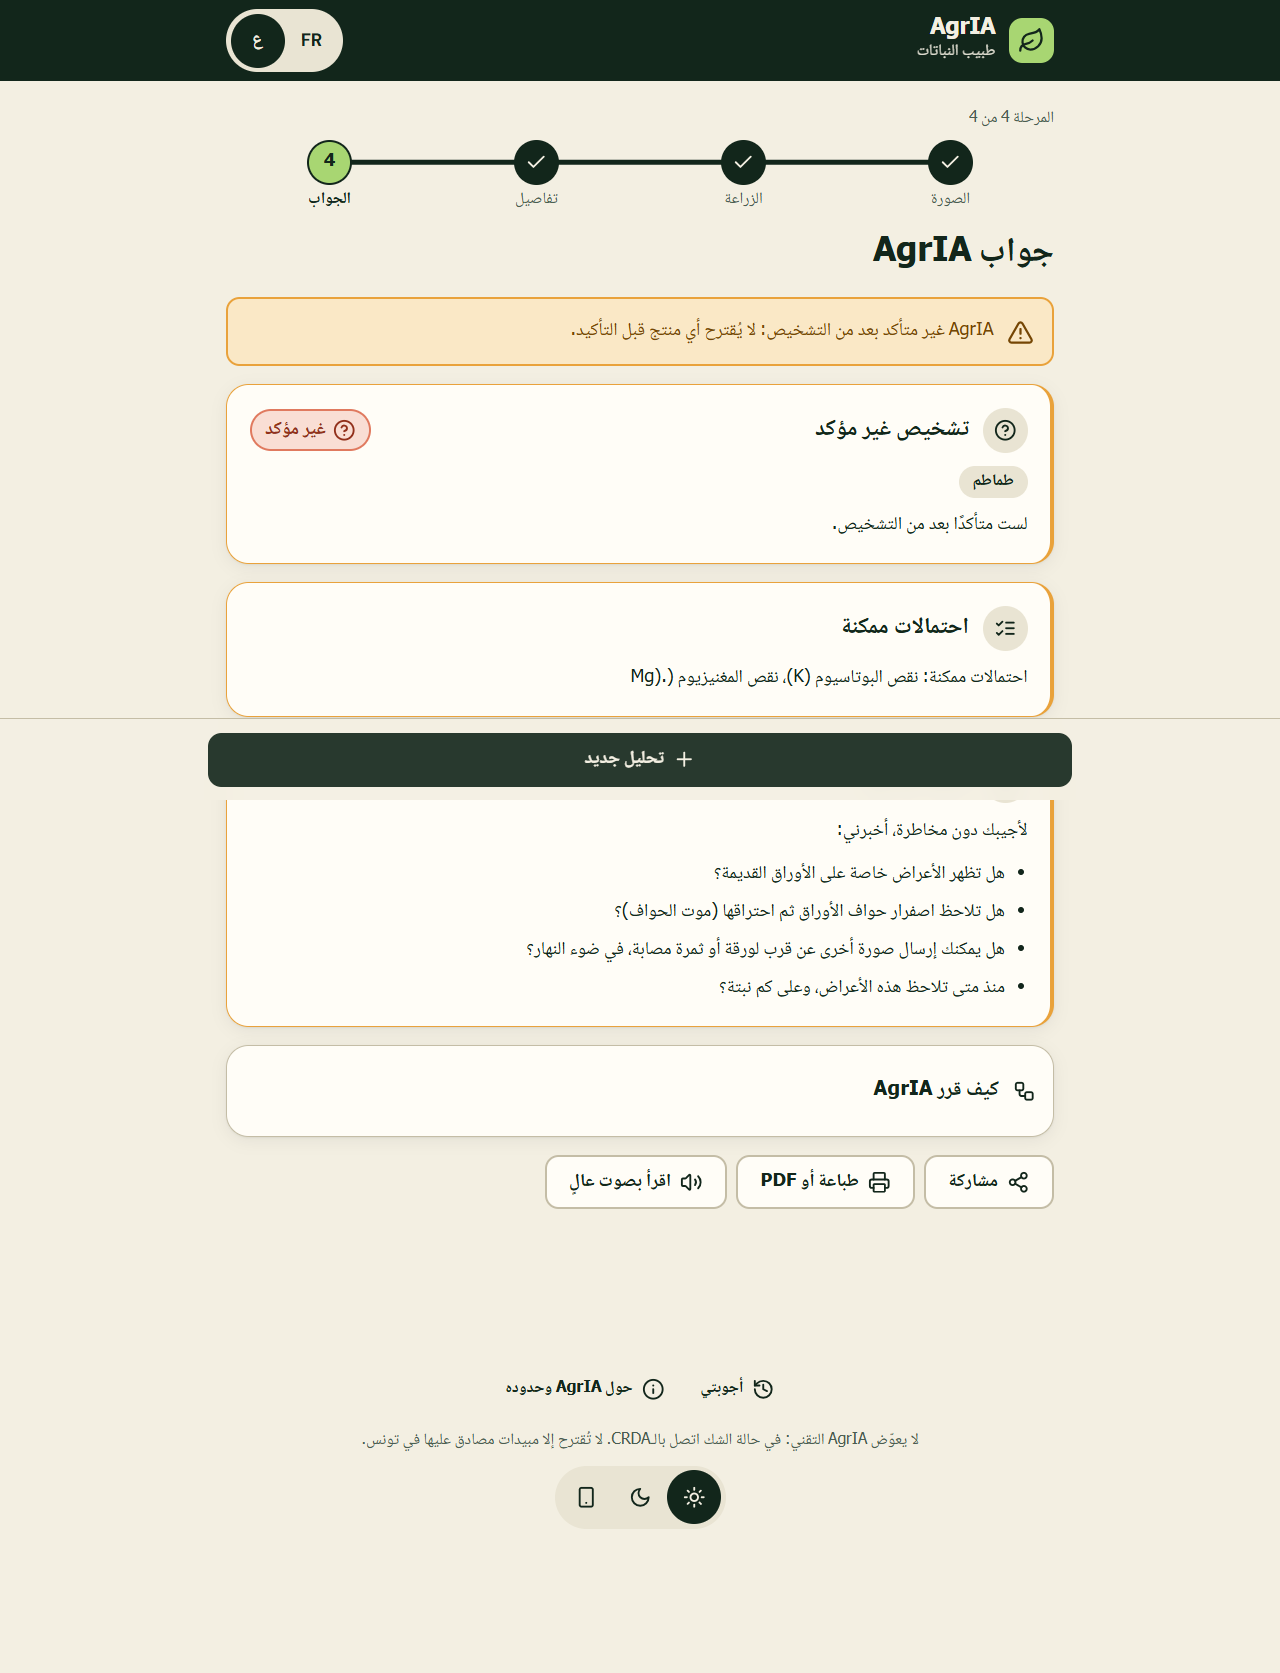 AgrIA
طبيب النباتات
FR
ع
المرحلة 4 من 4
4
الصورة
الزراعة
تفاصيل
الجواب
جواب AgrIA
AgrIA غير متأكد بعد من التشخيص: لا يُقترح أي منتج قبل التأكيد.
تشخيص غير مؤكد
غير مؤكد
طماطم
لست متأكدًا بعد من التشخيص.
احتمالات ممكنة
احتمالات ممكنة: نقص البوتاسيوم (K)، نقص المغنيزيوم (Mg).
تحليل جديد
لأجيبك دون مخاطرة، أخبرني:
• هل تظهر الأعراض خاصة على الأوراق القديمة؟
• هل تلاحظ اصفرار حواف الأوراق ثم احتراقها (موت الحواف)؟
• هل يمكنك إرسال صورة أخرى عن قرب لورقة أو ثمرة مصابة، في ضوء النهار؟
• منذ متى تلاحظ هذه الأعراض، وعلى كم نبتة؟
كيف قرر AgrIA
مشاركة
طباعة أو PDF
اقرأ بصوت عالٍ
أجوبتي
حول AgrIA وحدوده
لا يعوّض AgrIA التقني: في حالة الشك اتصل بالـCRDA. لا تُقترح إلا مبيدات مصادق عليها في تونس.